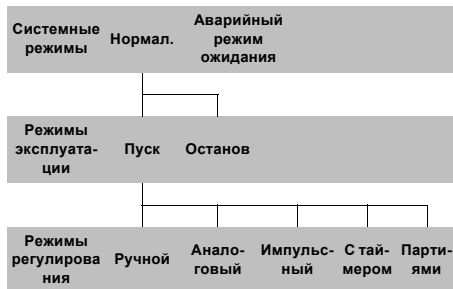 Системные
режимы
Нормал.
Аварийный
режим
ожидания
Режимы
эксплуата-
ции
Пуск
Останов
Режимы
регулирова
ния
Ручной
Анало-
говый
Импульс-
ный
С тай-
мером
Парти-
ями